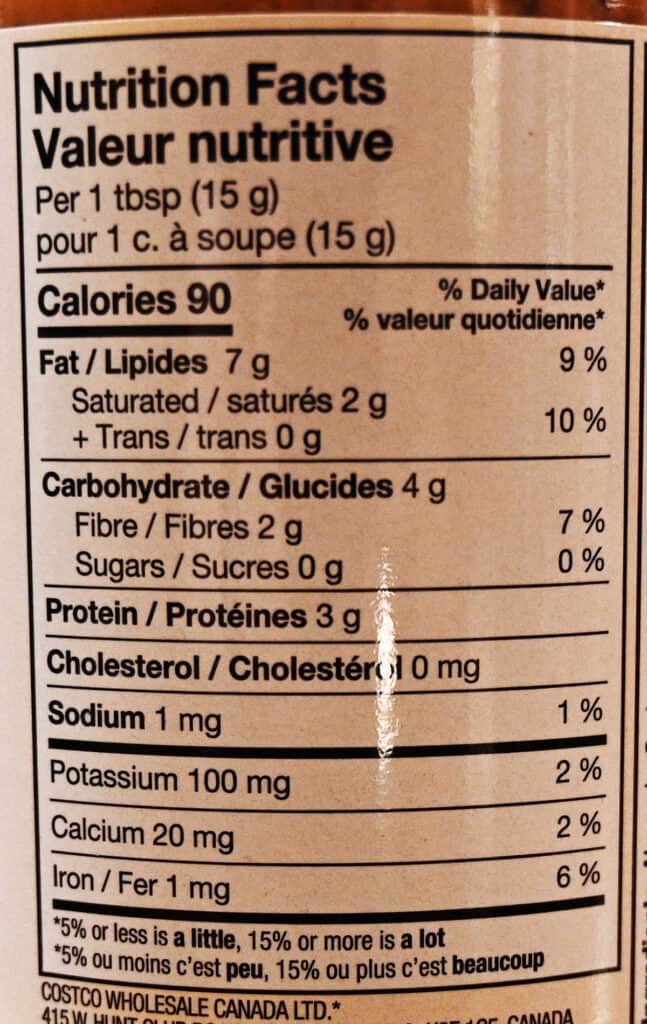 Nutrition Facts
Valeur nutritive
Per 1 tbsp (15 g)
pour 1 c. à soupe (15 g)
Calories 90
% Daily Value*
% valeur quotidienne*
Fat / Lipides 7 g 9 %
Saturated / saturés 2 g
+ Trans / trans 0 g 10 %
Carbohydrate / Glucides 4 g
Fibre / Fibres 2 g 7 %
Sugars / Sucres 0 g 0 %
Protein / Protéines 3 g
Cholesterol / Cholestérol 0 mg
Sodium 1 mg 1 %
Potassium 100 mg 2 %
Calcium 20 mg 2 %
Iron / Fer 1 mg 6 %
*5% or less is a little, 15% or more is a lot
*5% ou moins c'est peu, 15% ou plus c'est beaucoup
COSTCO WHOLESALE CANADA LTD.*
415 W. HUNT CANADA